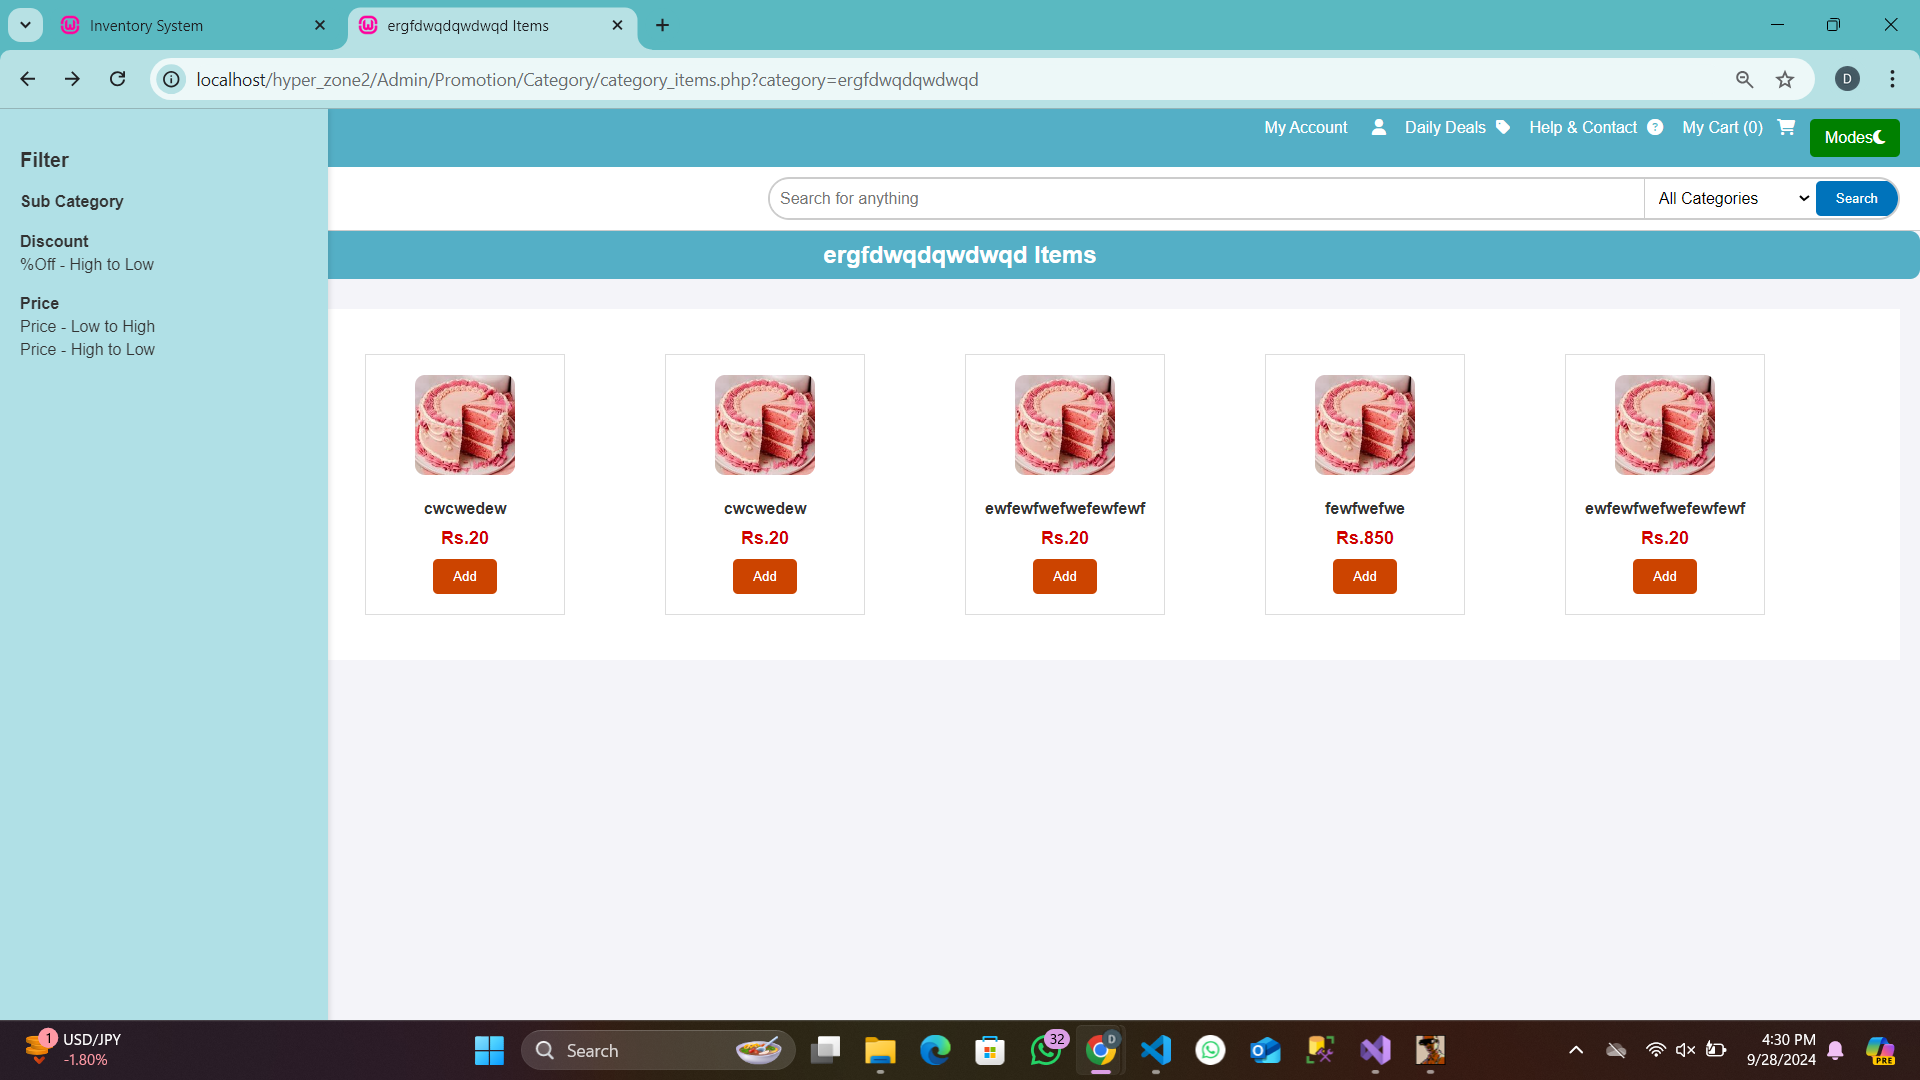 Inventory System
ergfdwqdqwdwqd Items
localhost/hyper_zone2/Admin/Promotion/Category/category_items.php?category=ergfdwqdqwdwqd
D
My Account
Daily Deals
Help & Contact
My Cart (0)
Modes
Filter
Sub Category
Discount
%Off - High to Low
Price
Price - Low to High
Price - High to Low
Search for anything
All Categories
Search
ergfdwqdqwdwqd Items
cwcwedew
Rs.20
Add
cwcwedew
Rs.20
Add
ewfewfwefwefewfewf
Rs.20
Add
fewfwefwe
Rs.850
Add
ewfewfwefwefewfewf
Rs.20
Add
1
USD/JPY
-1.80%
Search
32
D
4:30 PM
9/28/2024
PRE